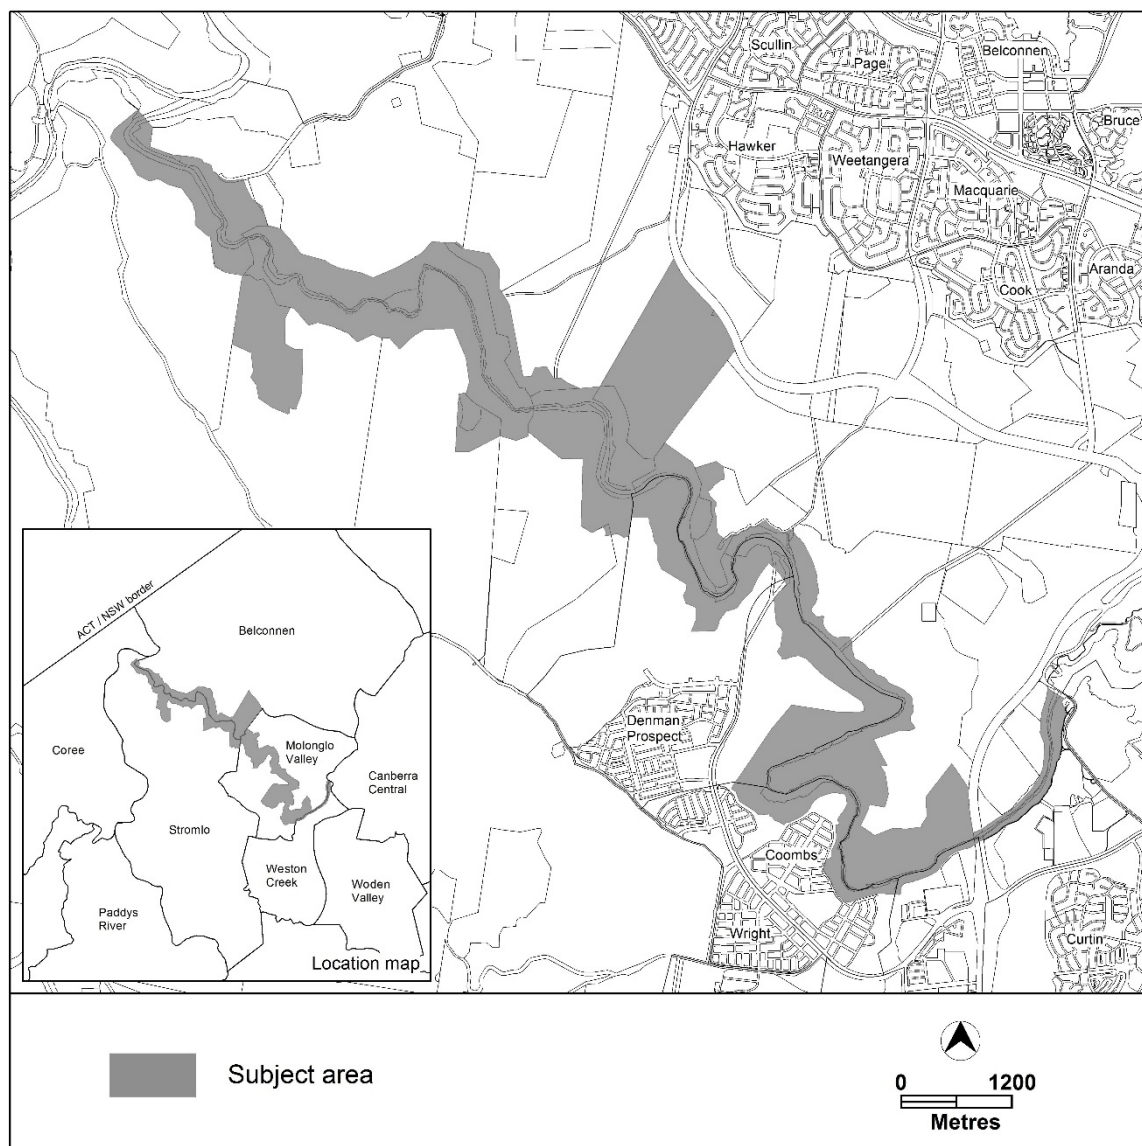 Scullin
Belconnen
Page
Bruce
Hawker
Weetangera
Macquarie
Aranda
Cook
ACT / NSW border
Belconnen
Coree
Molonglo
Valley
Canberra
Central
Stromlo
Weston
Creek
Woden
Valley
Paddys
River
Location map
Denman
Prospect
Coombs
Wright
Curtin
Subject area
0 1200
Metres